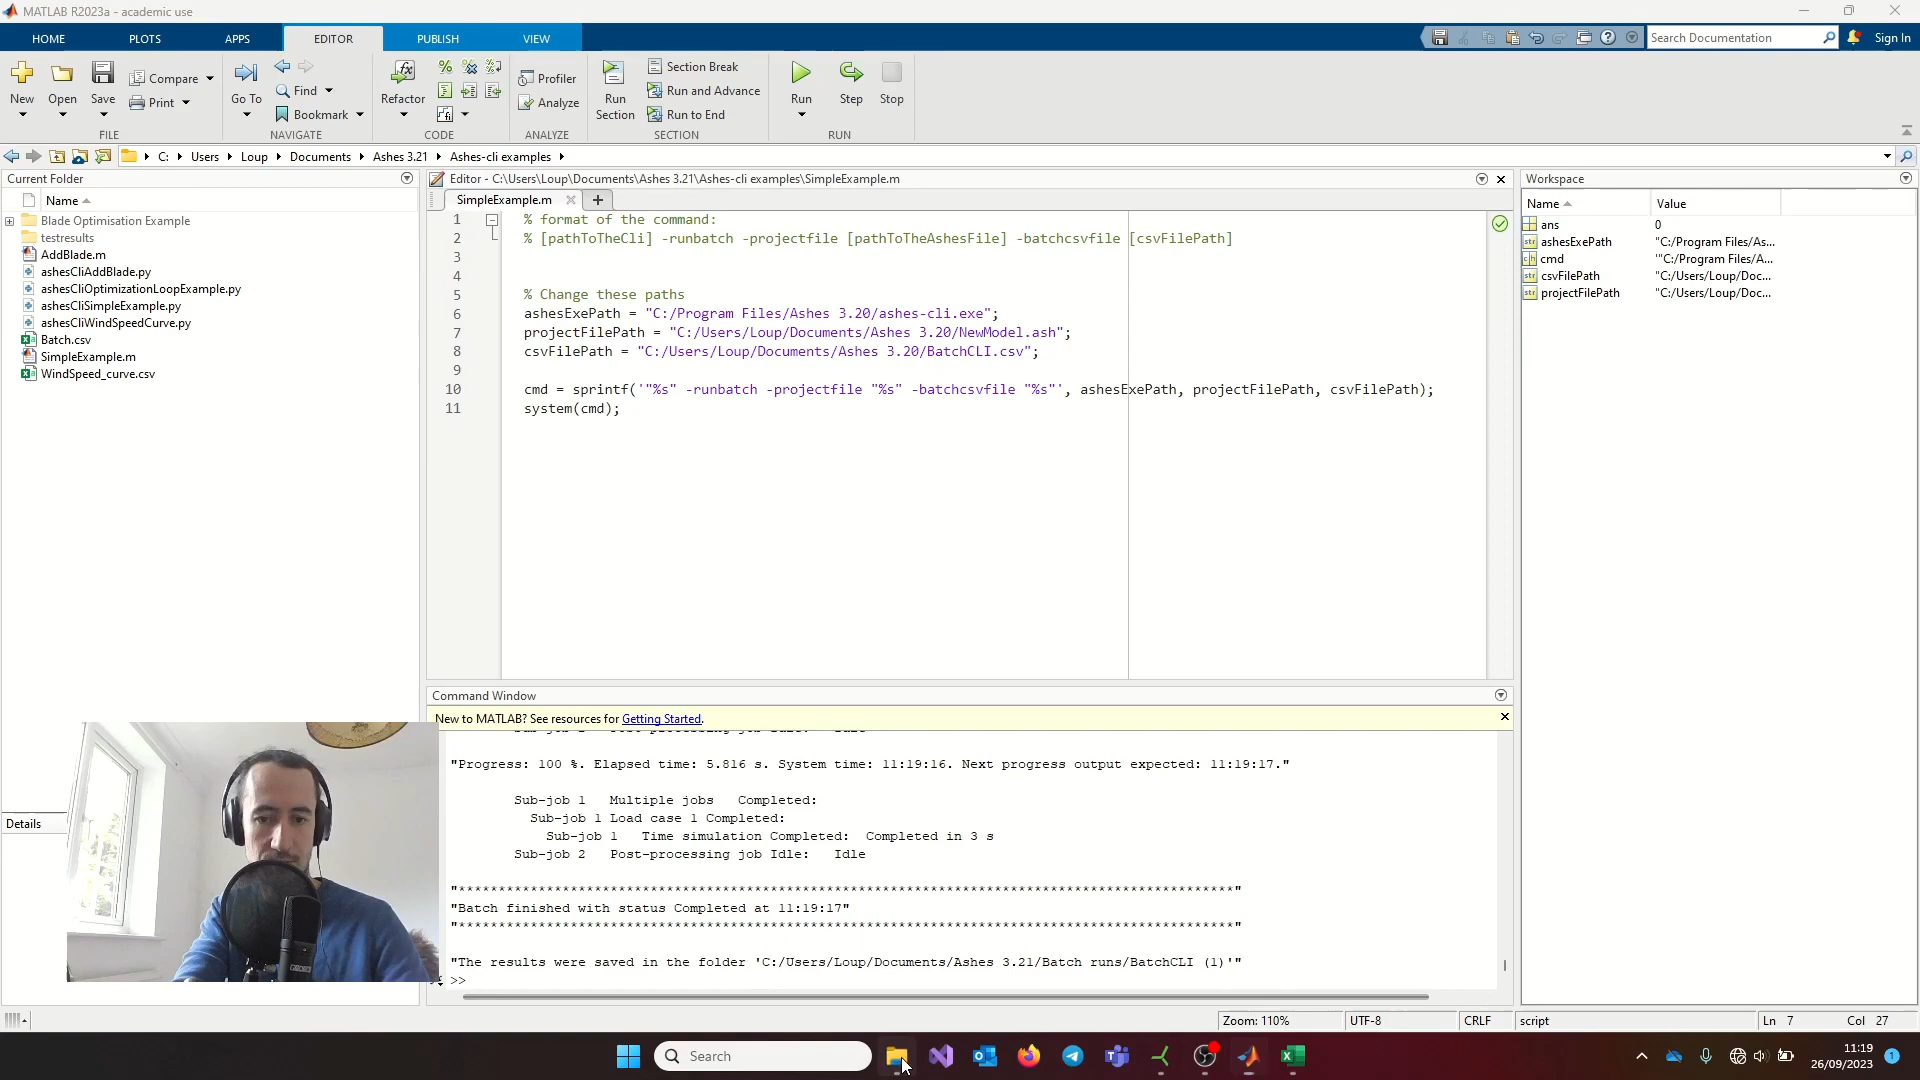 MATLAB R2023a - academic use
HOME
PLOTS
APPS
EDITOR
PUBLISH
VIEW
Search Documentation
Sign In
New
Open
Save
Compare
Print
FILE
Go To
Find
Bookmark
NAVIGATE
Refactor
CODE
Profiler
Analyze
ANALYZE
Run Section
Section Break
Run and Advance
Run to End
SECTION
Run
Step
Stop
RUN
C: Users Loup Documents Ashes 3.21 Ashes-cli examples
Current Folder
Name
Blade Optimisation Example
testresults
AddBlade.m
ashesCliAddBlade.py
ashesCliOptimizationLoopExample.py
ashesCliSimpleExample.py
ashesCliWindSpeedCurve.py
Batch.csv
SimpleExample.m
WindSpeed_curve.csv
Details
Editor - C:\Users\Loup\Documents\Ashes 3.21\Ashes-cli examples\SimpleExample.m
SimpleExample.m
1 % format of the command:
2 % [pathToTheCli] -runbatch -projectfile [pathToTheAshesFile] -batchcsvfile [csvFilePath]
3
4
5 % Change these paths
6 ashesExePath = "C:/Program Files/Ashes 3.20/ashes-cli.exe";
7 projectFilePath = "C:/Users/Loup/Documents/Ashes 3.20/NewModel.ash";
8 csvFilePath = "C:/Users/Loup/Documents/Ashes 3.20/BatchCLI.csv";
9
10 cmd = sprintf('"%s" -runbatch -projectfile "%s" -batchcsvfile "%s"', ashesExePath, projectFilePath, csvFilePath);
11 system(cmd);
Command Window
New to MATLAB? See resources for Getting Started.
"Progress: 100 %. Elapsed time: 5.816 s. System time: 11:19:16. Next progress output expected: 11:19:17."
Sub-job 1 Multiple jobs Completed:
Sub-job 1 Load case 1 Completed:
Sub-job 1 Time simulation Completed: Completed in 3 s
Sub-job 2 Post-processing job Idle: Idle
"*************************************************************************************************"
"Batch finished with status Completed at 11:19:17"
"*************************************************************************************************"
"The results were saved in the folder 'C:/Users/Loup/Documents/Ashes 3.21/Batch runs/BatchCLI (1)'"
>>
Workspace
Name Value
ans 0
ashesExePath "C:/Program Files/As...
cmd '"C:/Program Files/A...
csvFilePath "C:/Users/Loup/Doc...
projectFilePath "C:/Users/Loup/Doc...
Zoom: 110% UTF-8 CRLF script Ln 7 Col 27
Search
11:19
26/09/2023
1